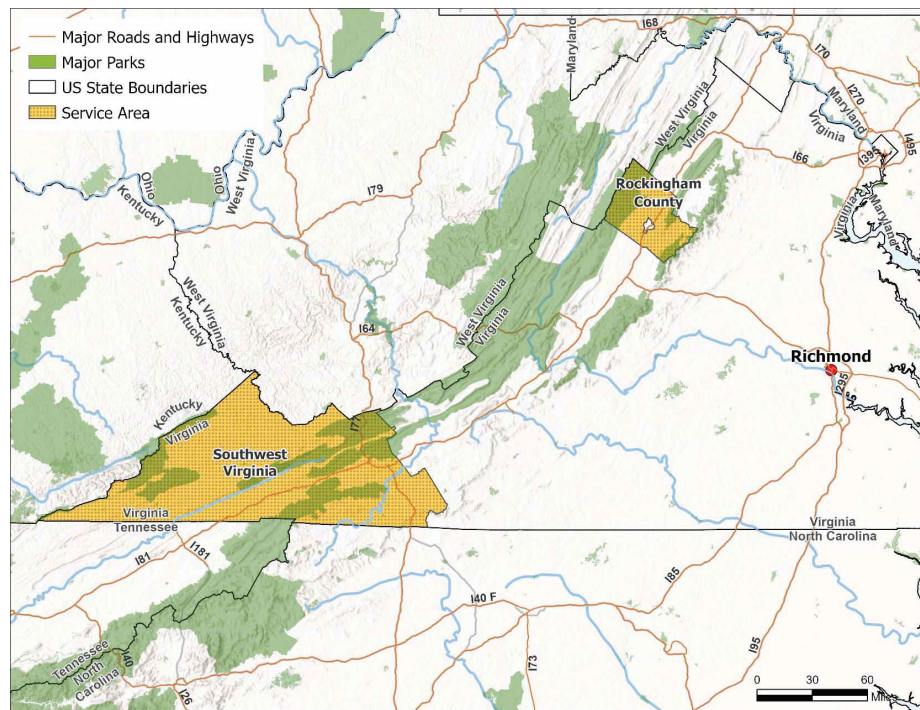 Major Roads and Highways
Major Parks
US State Boundaries
Service Area
Maryland
I68
I70
I270
Maryland
Virginia
I495
I395
I66
West Virginia
Virginia
Ohio
Kentucky
Ohio
West Virginia
I79
Rockingham
County
Virginia
Maryland
West Virginia
Kentucky
I64
West Virginia
Virginia
Richmond
I295
Kentucky
Virginia
I77
Southwest
Virginia
Virginia
Tennessee
Virginia
North Carolina
I81
I181
I85
I40 F
I95
I73
Tennessee
North
Carolina
I40
I26
0 30 60
Miles